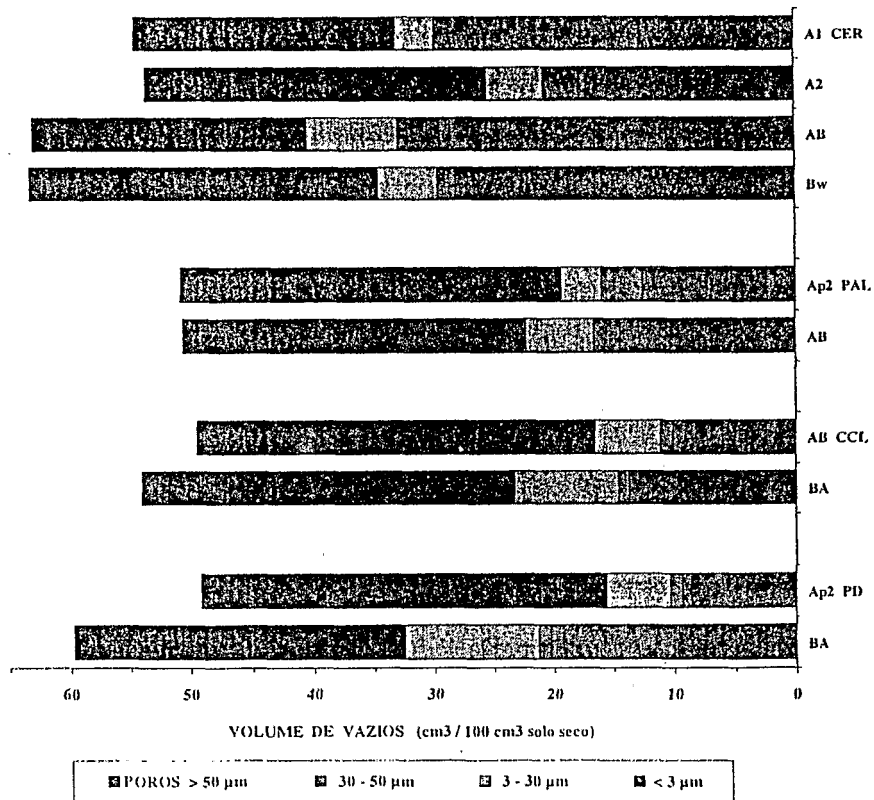 A1 CER
A2
AB
Bw
Ap2 PAL
AB
AB CCL
BA
Ap2 PD
BA
60 50 40 30 20 10 0
VOLUME DE VAZIOS (cm3 / 100 cm3 solo seco)
POROS > 50 µm 30 - 50 µm 3 - 30 µm < 3 µm